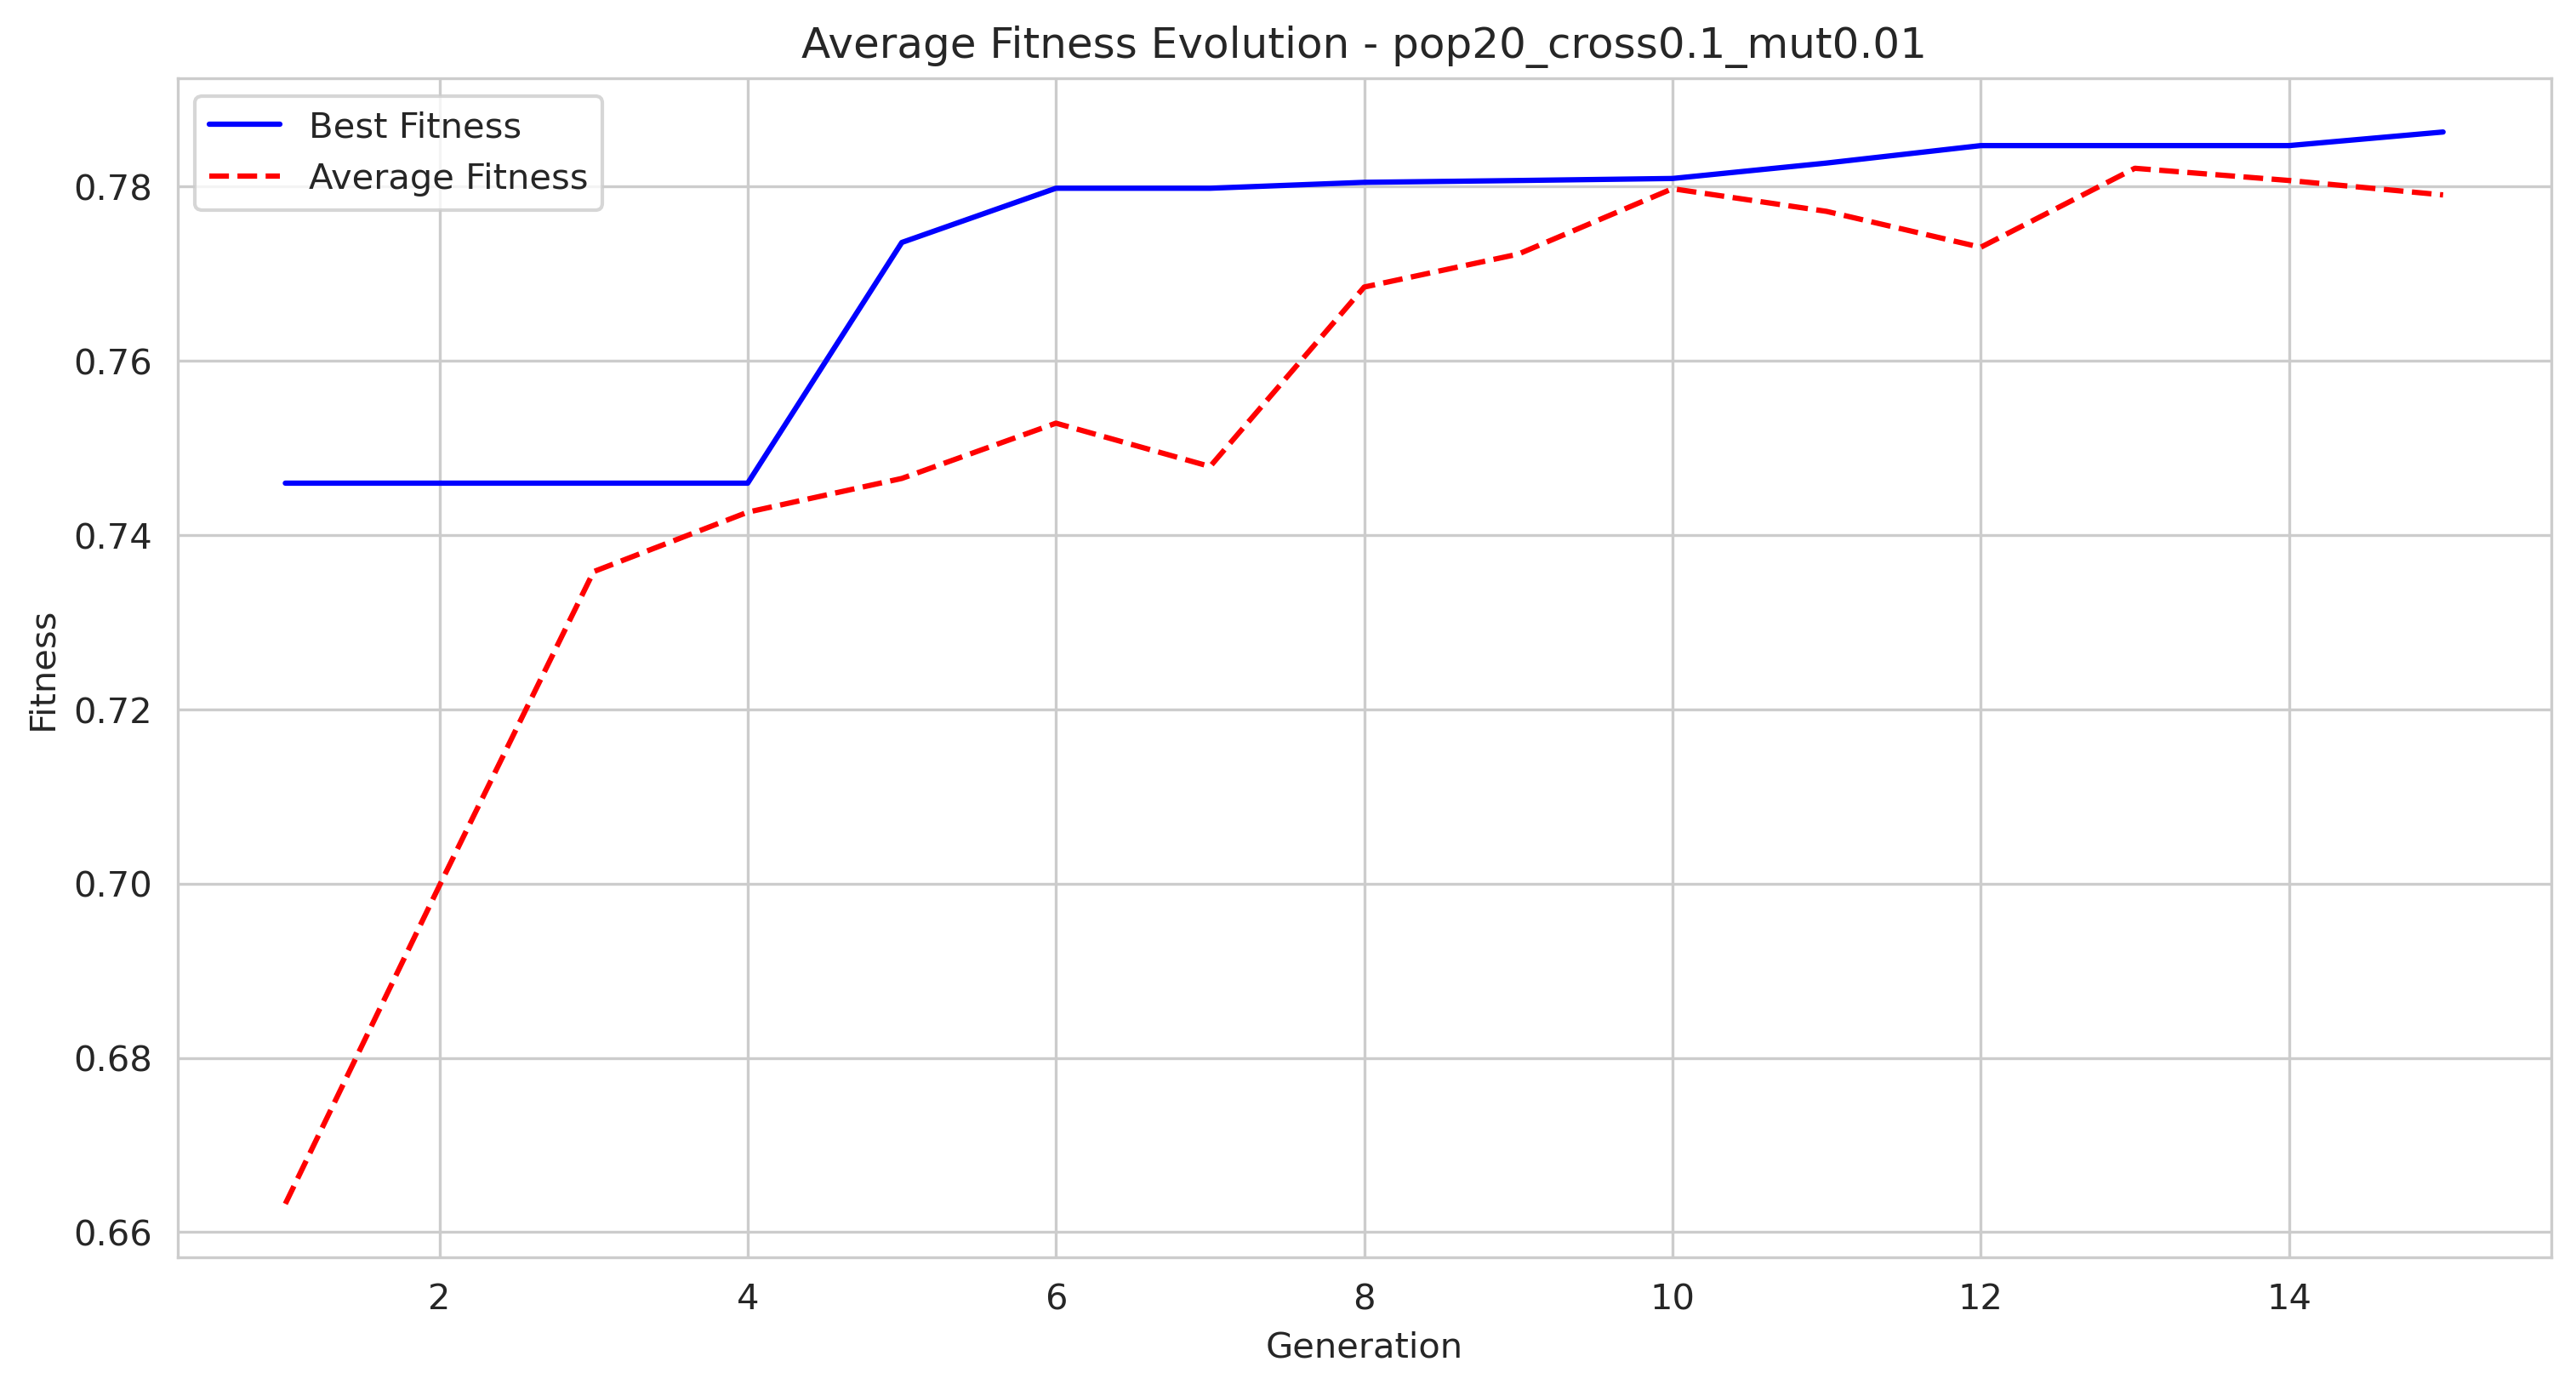 Average Fitness Evolution - pop20_cross0.1_mut0.01
Best Fitness
Average Fitness
0.78
0.76
0.74
0.72
0.70
0.68
0.66
Fitness
2 4 6 8 10 12 14
Generation